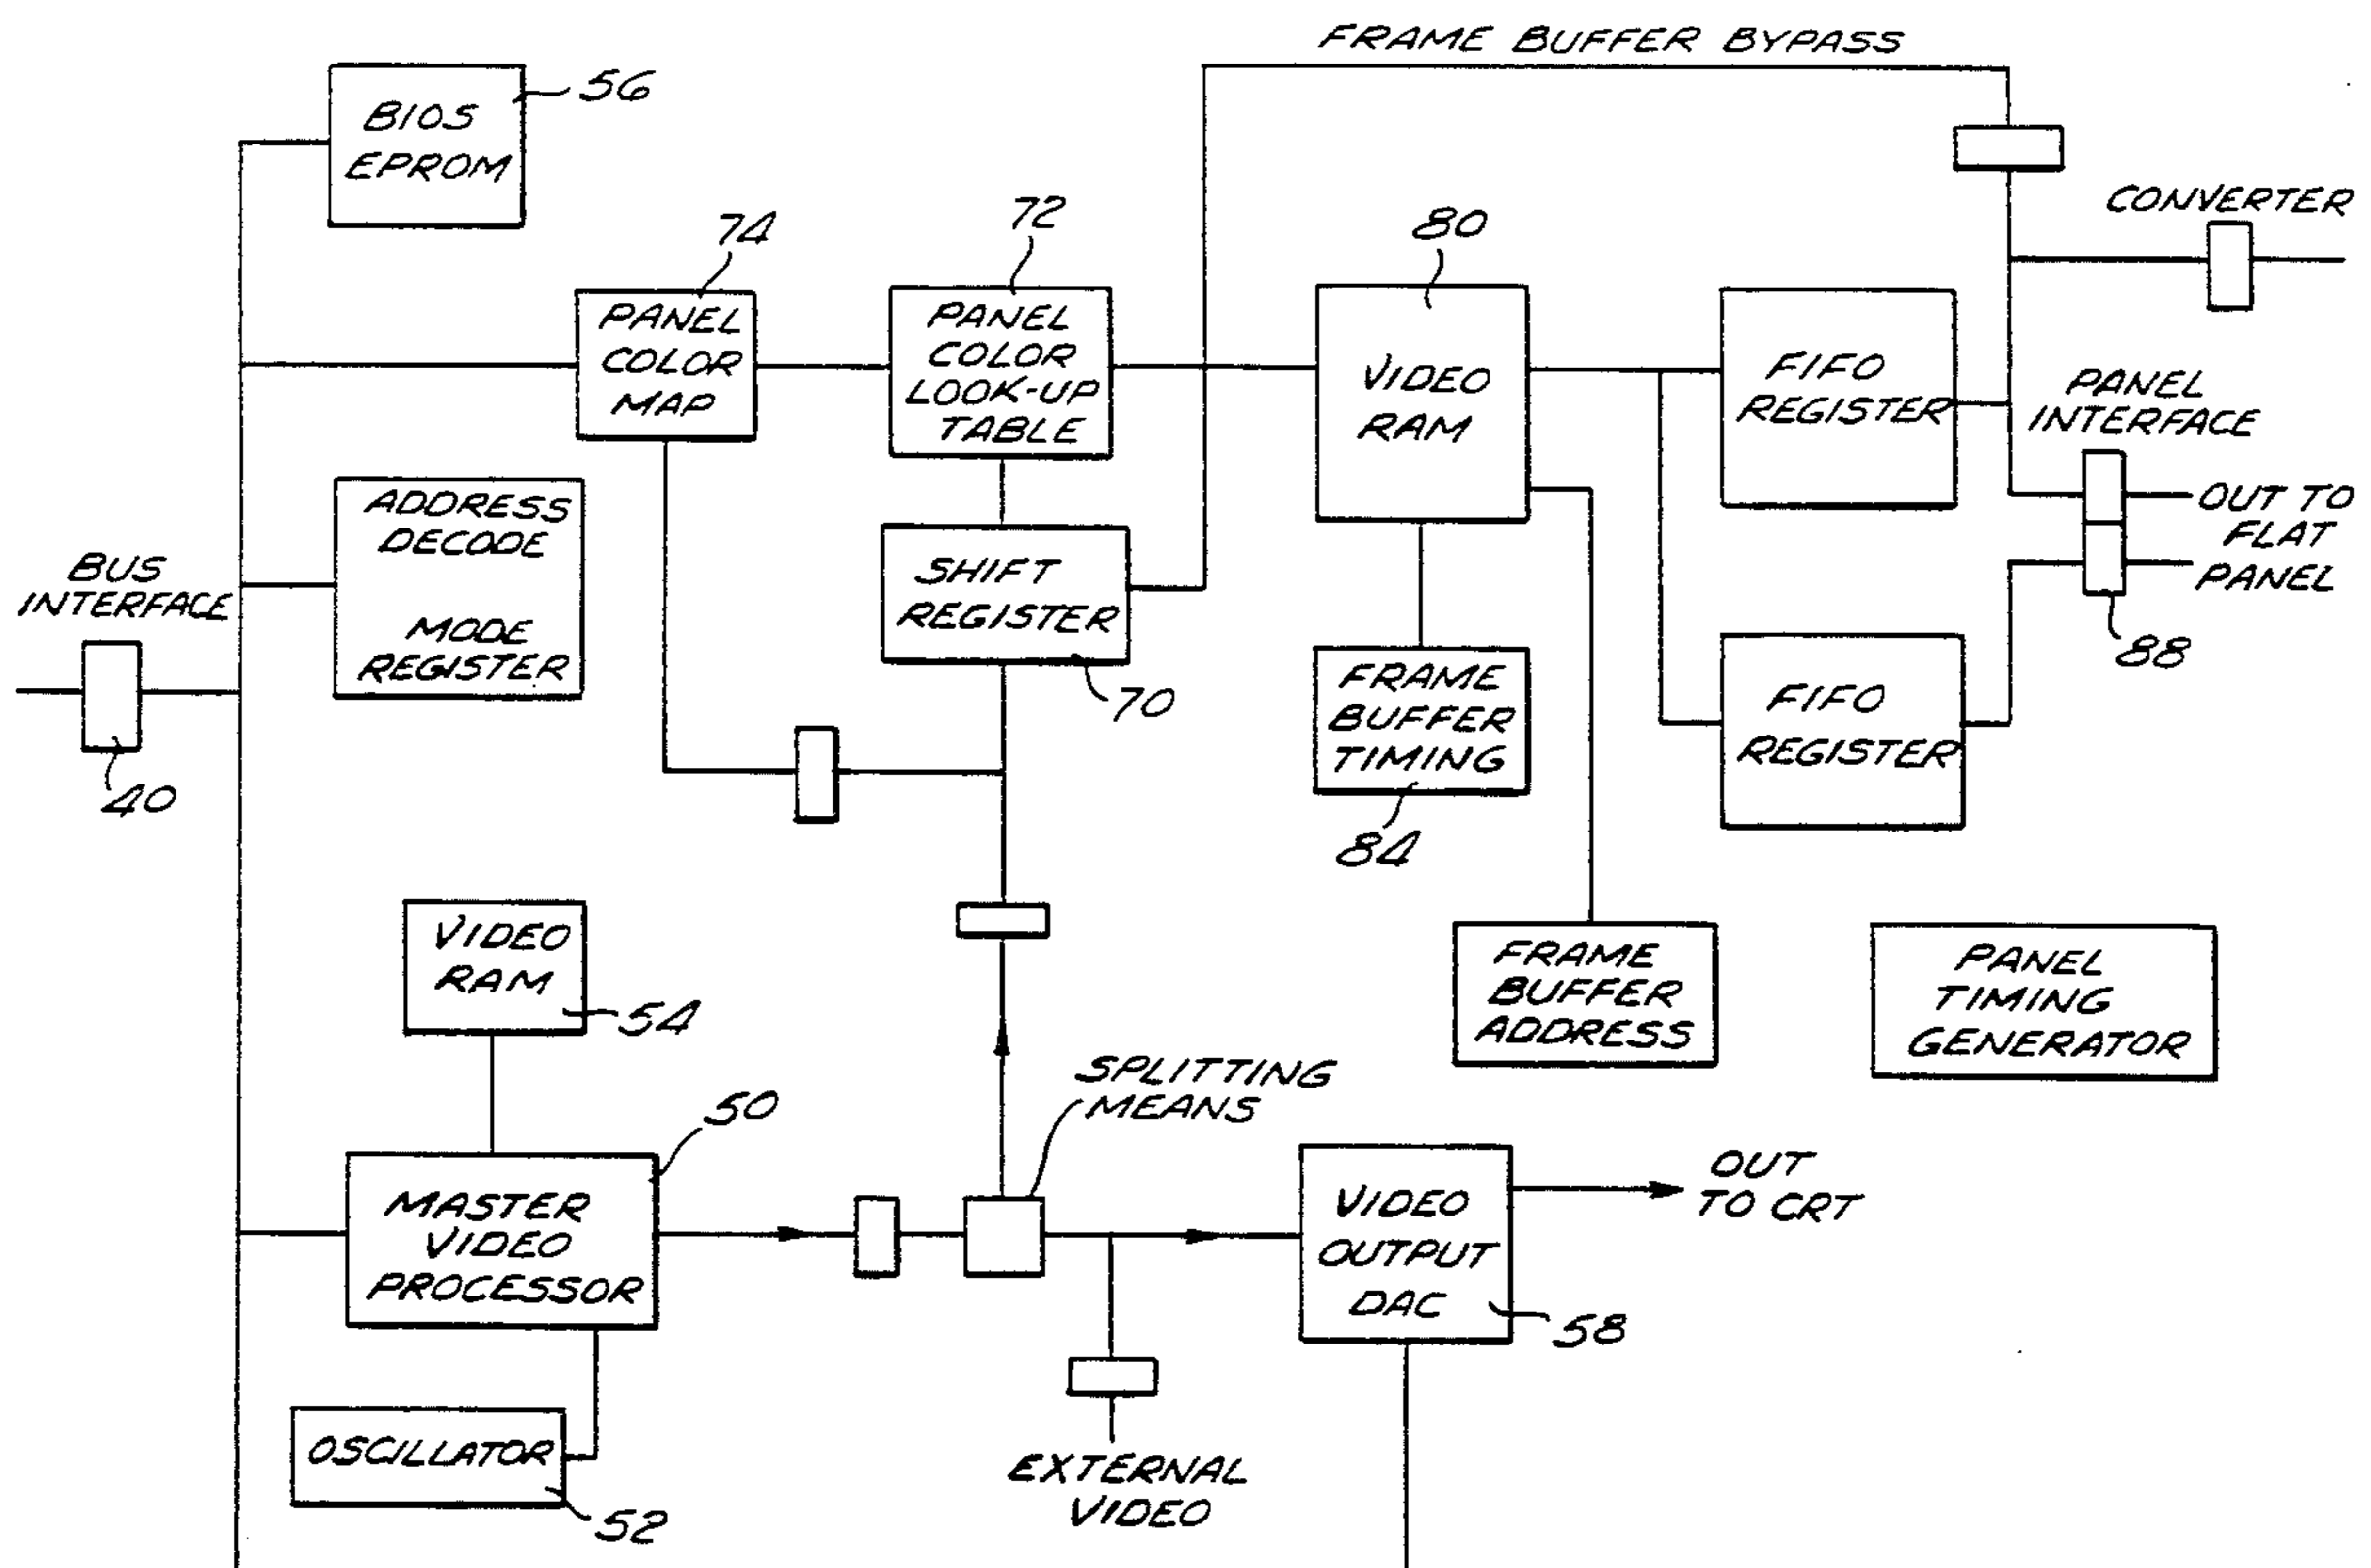 FRAME BUFFER BYPASS
BIOS
EPROM
56
74
PANEL
COLOR
MAP
72
PANEL
COLOR
LOOK-UP
TABLE
80
VIDEO
RAM
FIFO
REGISTER
CONVERTER
PANEL
INTERFACE
OUT TO
FLAT
PANEL
88
BUS
INTERFACE
40
ADDRESS
DECODE
MODE
REGISTER
SHIFT
REGISTER
70
FRAME
BUFFER
TIMING
84
FIFO
REGISTER
VIDEO
RAM
54
FRAME
BUFFER
ADDRESS
PANEL
TIMING
GENERATOR
50
MASTER
VIDEO
PROCESSOR
SPLITTING
MEANS
VIDEO
OUTPUT
DAC
58
OUT
TO CRT
OSCILLATOR
52
EXTERNAL
VIDEO